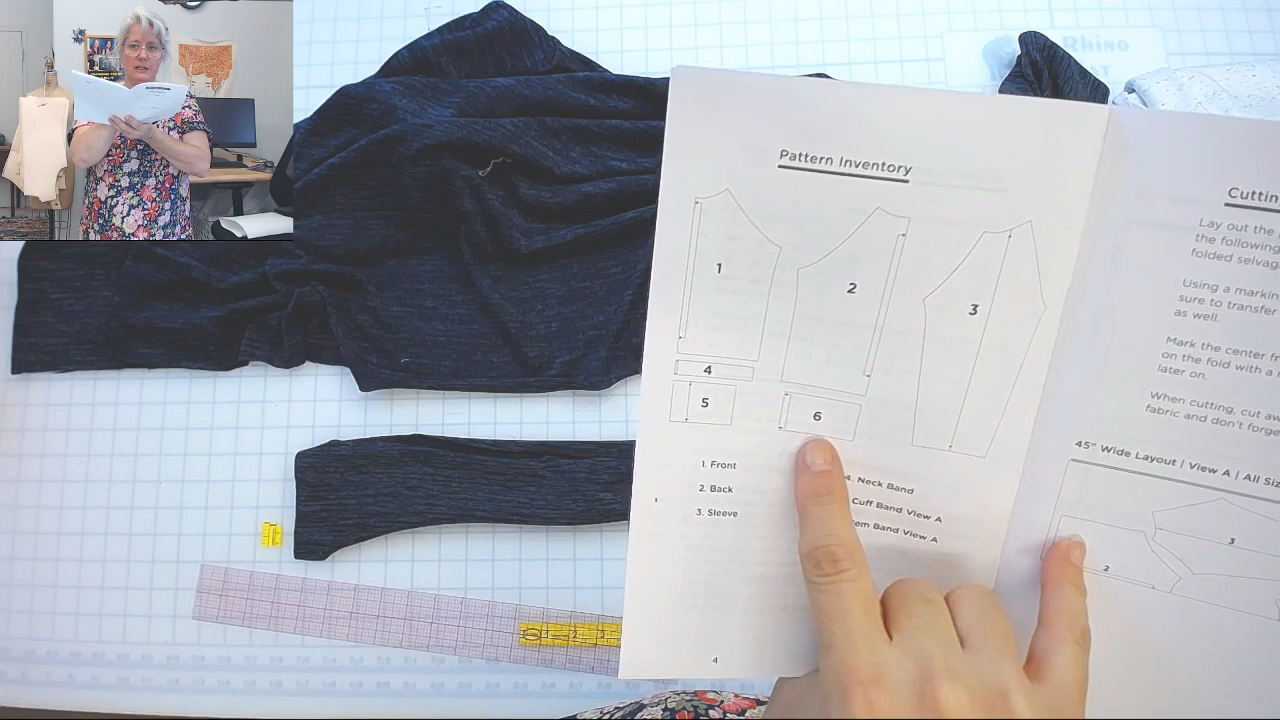 Rhino
Pattern Inventory
1
2
3
4
5
6
1. Front
2. Back
3. Sleeve
4. Neck Band
Cuff Band View A
em Band View A
4
Cutting
Lay out the
the following
folded selvag
Using a markin
sure to transfer
as well.
Mark the center fr
on the fold with a
later on.
When cutting, cut aw
fabric and don't forge
45" Wide Layout | View A | All Siz
2
3